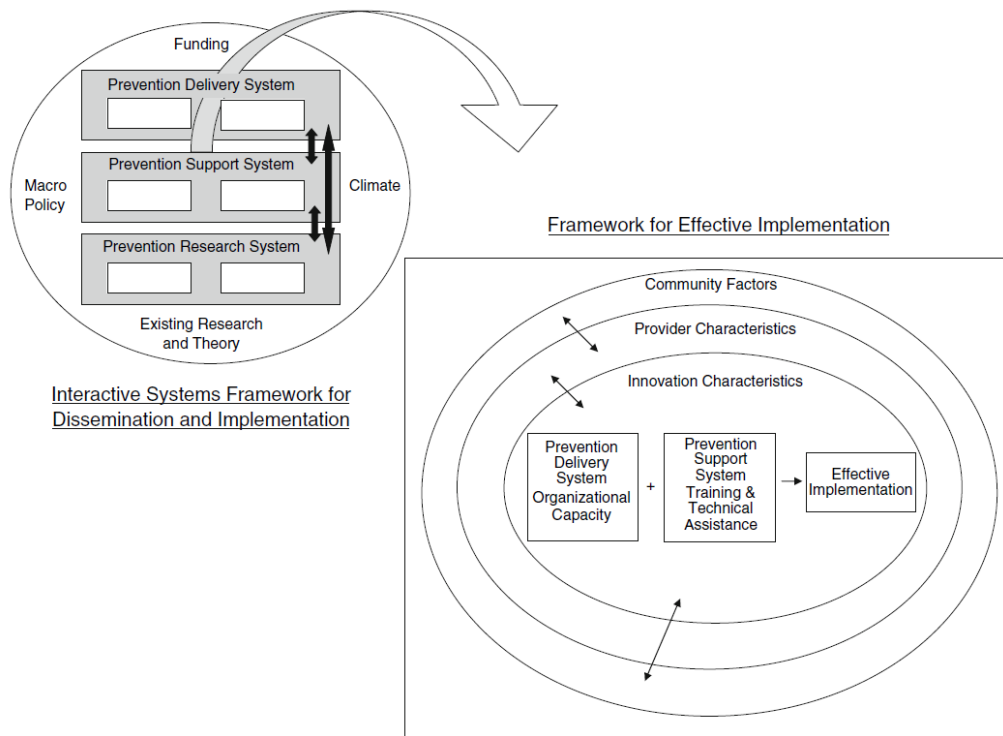 Funding
Prevention Delivery System
Prevention Support System
Macro
Policy
Climate
Prevention Research System
Existing Research
and Theory
Interactive Systems Framework for
Dissemination and Implementation
Framework for Effective Implementation
Community Factors
Provider Characteristics
Innovation Characteristics
Prevention
Delivery
System
Organizational
Capacity
+
Prevention
Support
System
Training &
Technical
Assistance
Effective
Implementation